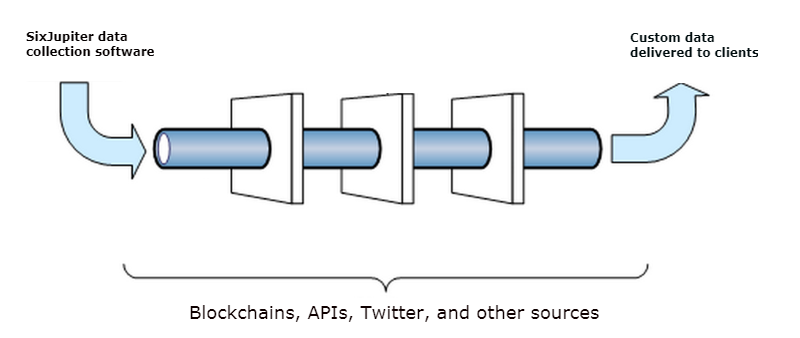 SixJupiter data
collection software
Custom data
delivered to clients
Blockchains, APIs, Twitter, and other sources